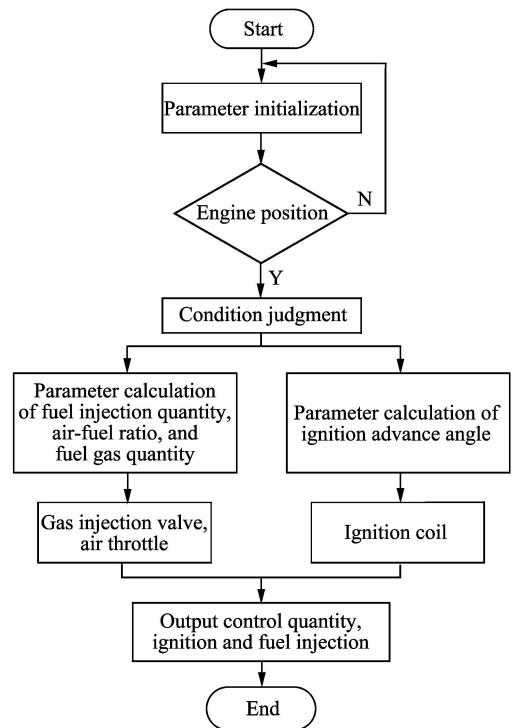 Start
Parameter initialization
Engine position
N
Y
Condition judgment
Parameter calculation
of fuel injection quantity,
air-fuel ratio, and
fuel gas quantity
Parameter calculation of
ignition advance angle
Gas injection valve,
air throttle
Ignition coil
Output control quantity,
ignition and fuel injection
End